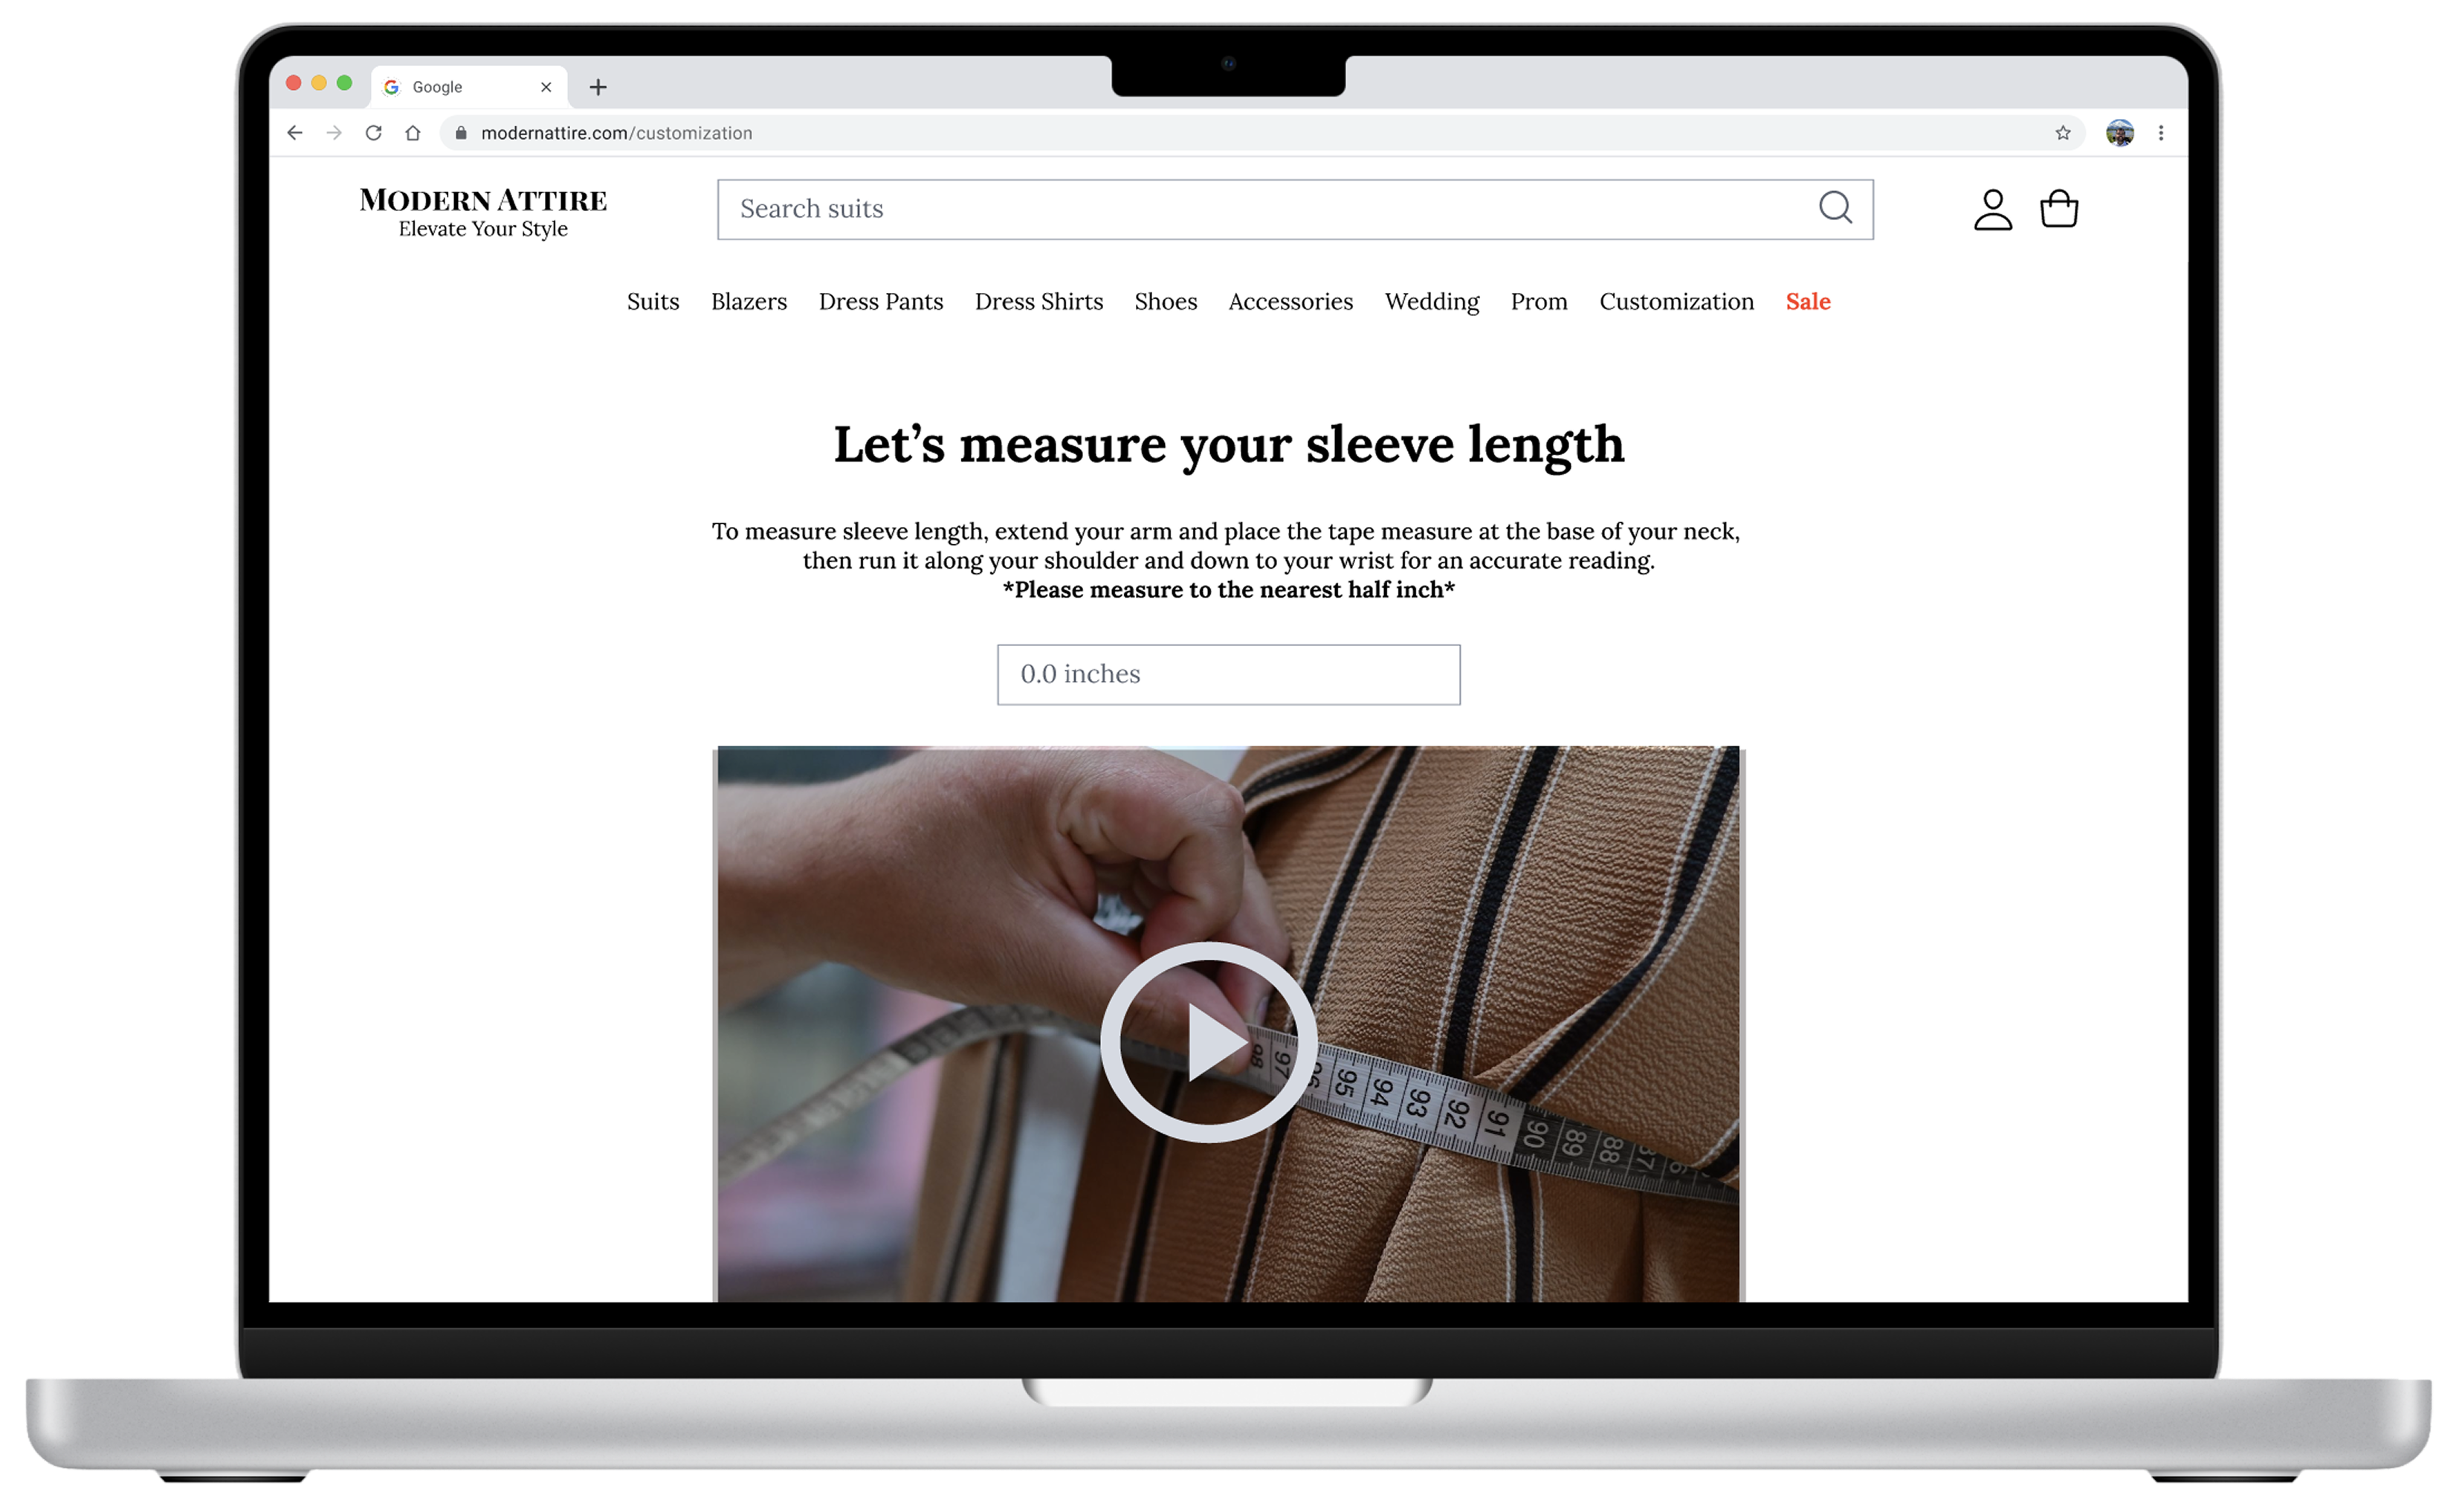 Google
modernattire.com/customization
MODERN ATTIRE
Elevate Your Style
Search suits
Suits Blazers Dress Pants Dress Shirts Shoes Accessories Wedding Prom Customization Sale
Let’s measure your sleeve length
To measure sleeve length, extend your arm and place the tape measure at the base of your neck,
then run it along your shoulder and down to your wrist for an accurate reading.
*Please measure to the nearest half inch*
0.0 inches
98 97 96 95 94 93 92 91 90 89 88 87